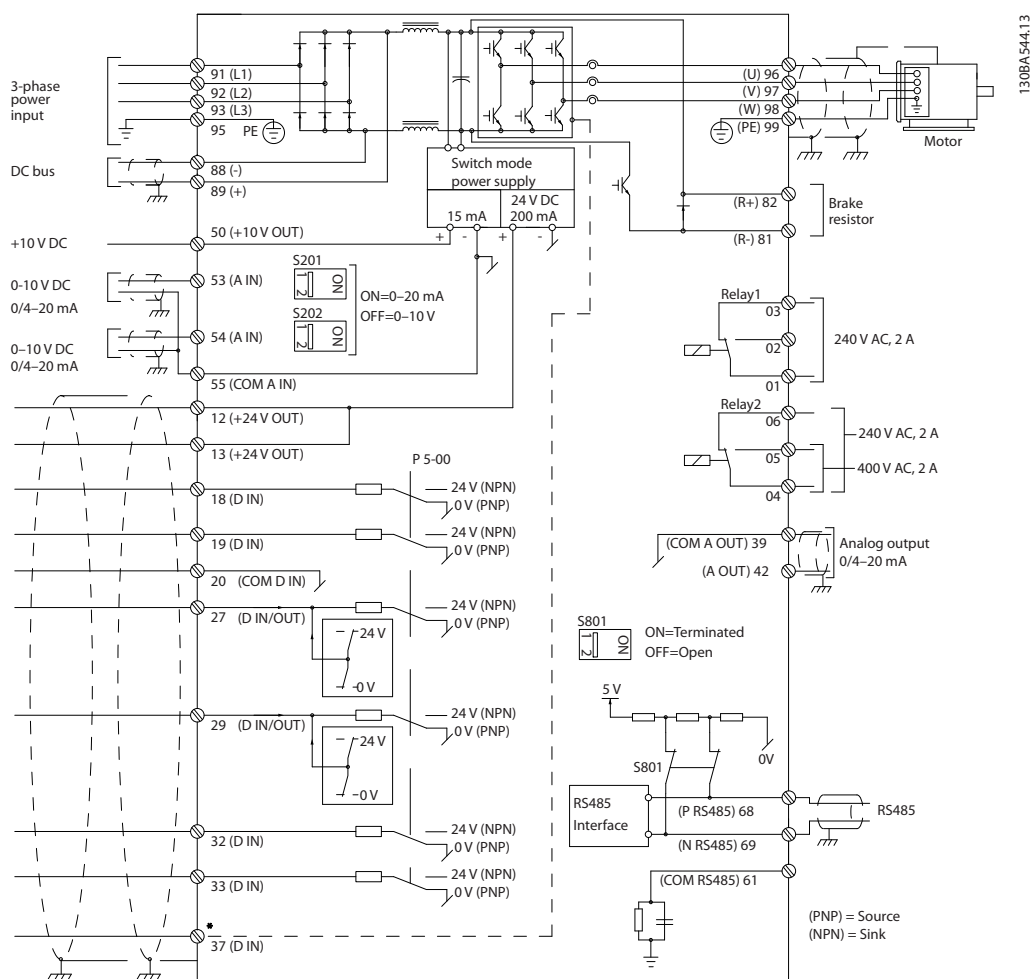 130BA544.13
3-phase
power
input
91 (L1)
92 (L2)
93 (L3)
95
PE
DC bus
88 (-)
89 (+)
+10 V DC
50 (+10 V OUT)
0-10 V DC
0/4–20 mA
53 (A IN)
0–10 V DC
0/4–20 mA
54 (A IN)
55 (COM A IN)
12 (+24 V OUT)
13 (+24 V OUT)
18 (D IN)
19 (D IN)
20 (COM D IN)
27 (D IN/OUT)
29 (D IN/OUT)
32 (D IN)
33 (D IN)
*
37 (D IN)
S201
1 2
ON
S202
1 2
ON
ON=0–20 mA
OFF=0–10 V
Switch mode
power supply
15 mA
24 V DC
200 mA
+ - + -
P 5-00
24 V (NPN)
0 V (PNP)
24 V (NPN)
0 V (PNP)
24 V (NPN)
0 V (PNP)
24 V
0 V
24 V (NPN)
0 V (PNP)
24 V
0 V
24 V (NPN)
0 V (PNP)
24 V (NPN)
0 V (PNP)
(U) 96
(V) 97
(W) 98
(PE) 99
Motor
(R+) 82
(R-) 81
Brake
resistor
Relay1
03
02
01
240 V AC, 2 A
Relay2
06
05
04
240 V AC, 2 A
400 V AC, 2 A
(COM A OUT) 39
(A OUT) 42
Analog output
0/4–20 mA
S801
1 2
ON
ON=Terminated
OFF=Open
5 V
0V
S801
RS485
Interface
(P RS485) 68
(N RS485) 69
RS485
(COM RS485) 61
(PNP) = Source
(NPN) = Sink